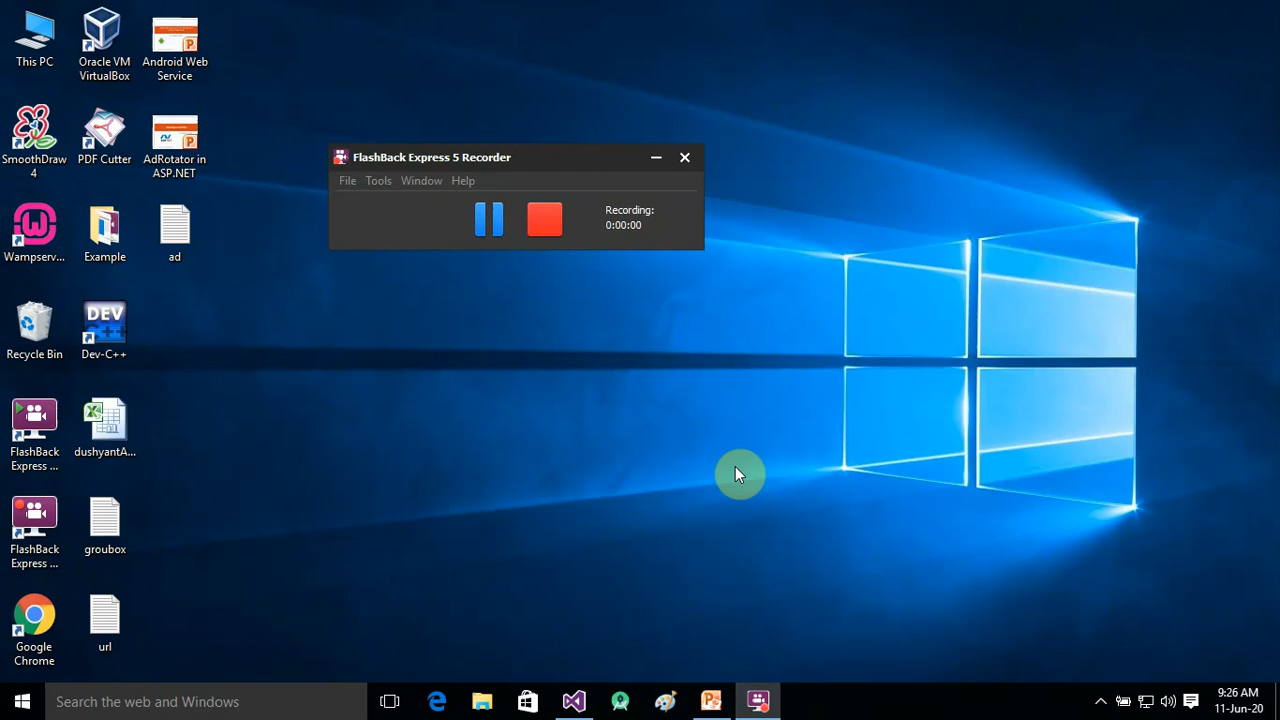 This PC
Oracle VM
VirtualBox
Android Web
Service
SmoothDraw
4
PDF Cutter
AdRotator in
ASP.NET
Wampserv...
Example
ad
Recycle Bin
DEV
C++
Dev-C++
FlashBack
Express ...
dushyantA...
FlashBack
Express ...
groubox
Google
Chrome
url
FlashBack Express 5 Recorder
File Tools Window Help
Recording:
0:00:00
Search the web and Windows
9:26 AM
11-Jun-20